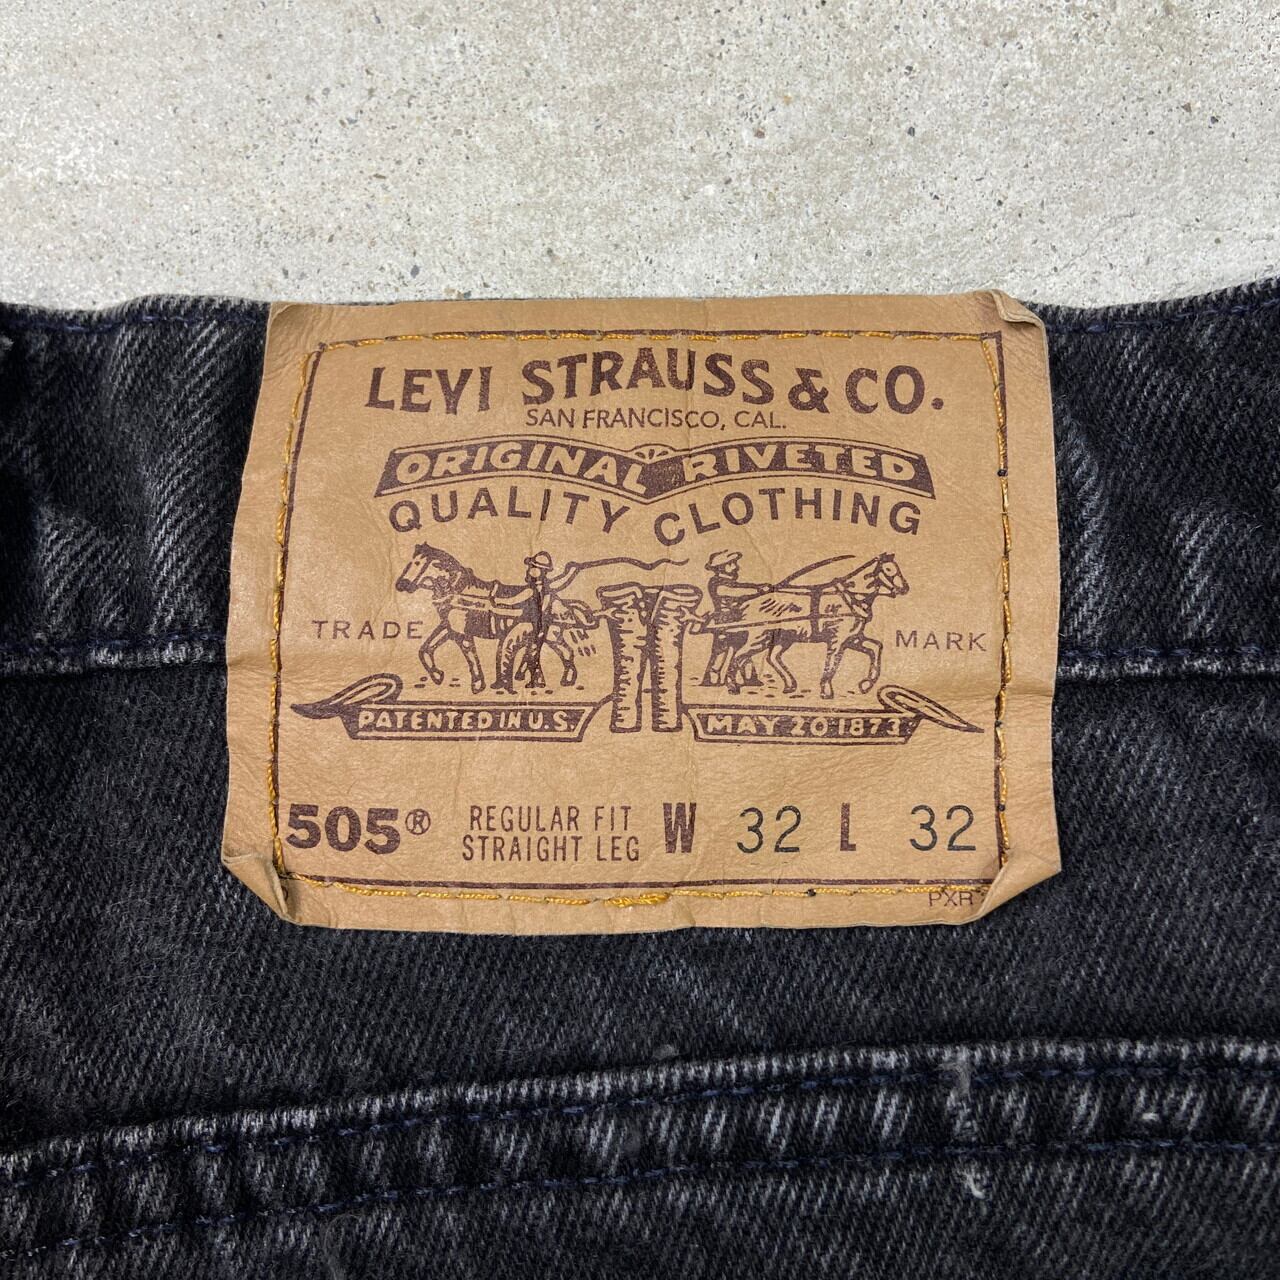 LEVI STRAUSS & CO.
SAN FRANCISCO, CAL.
ORIGINAL RIVETED
QUALITY CLOTHING
TRADE MARK
PATENTED IN U.S. MAY 20 1873
505® REGULAR FIT STRAIGHT LEG W 32 L 32
PXR